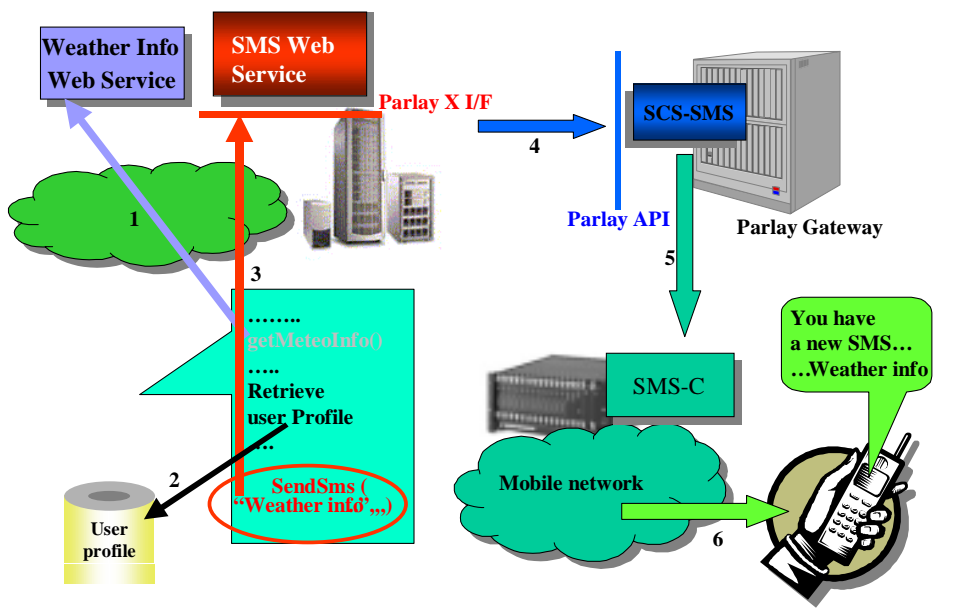 Weather Info
Web Service
SMS Web
Service
Parlay X I/F
4
SCS-SMS
Parlay API
Parlay Gateway
1
3
5
……..
getMeteoInfo()
…..
Retrieve
user Profile
….
2
SendSms (
“Weather info”,,,)
User
profile
SMS-C
Mobile network
6
You have
a new SMS…
…Weather info